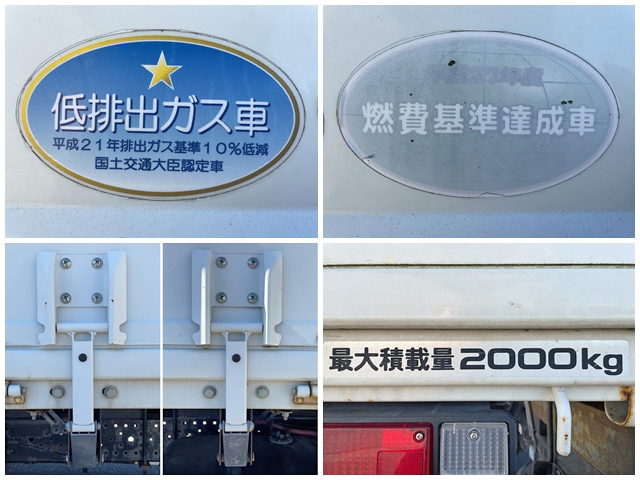 低排出ガス車
平成21年排出ガス基準10%低減
国土交通大臣認定車
燃費基準達成車
最大積載量2000kg